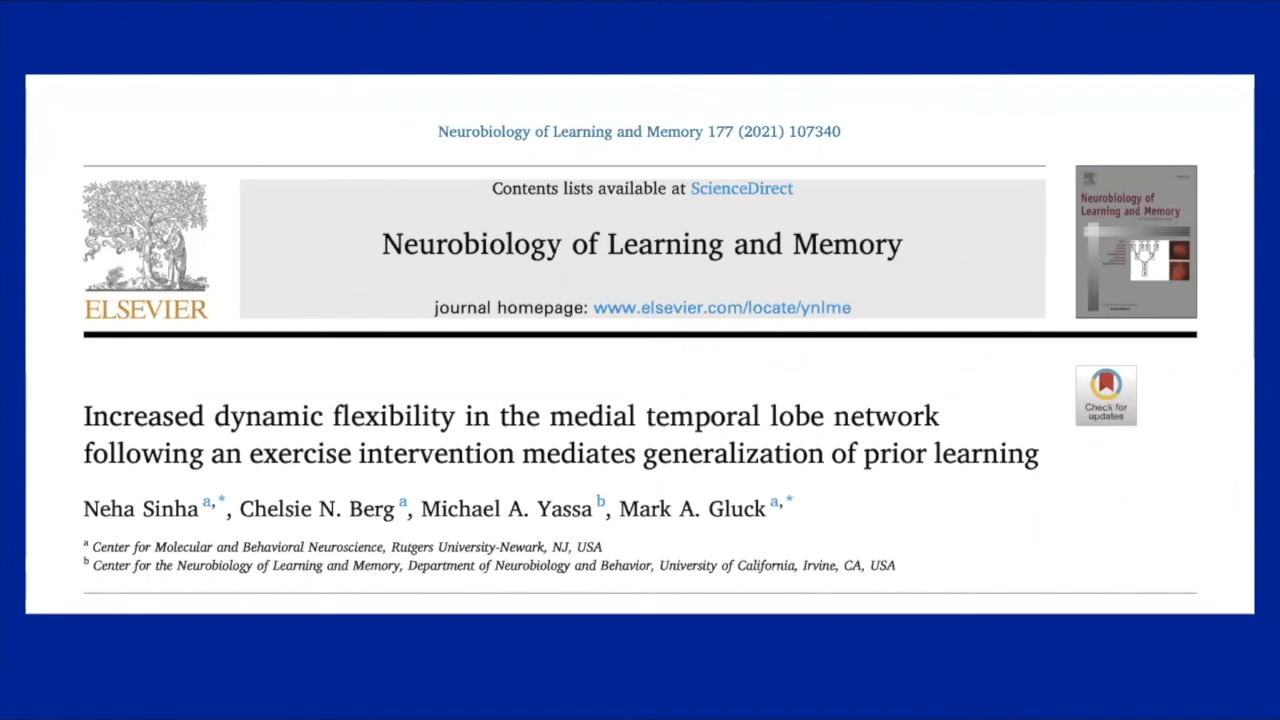 Neurobiology of Learning and Memory 177 (2021) 107340
Contents lists available at ScienceDirect
Neurobiology of Learning and Memory
journal homepage: www.elsevier.com/locate/ynlme
ELSEVIER
Neurobiology of
Learning and Memory
Check for
updates
Increased dynamic flexibility in the medial temporal lobe network
following an exercise intervention mediates generalization of prior learning
Neha Sinha a,*, Chelsie N. Berg a, Michael A. Yassa b, Mark A. Gluck a,*
a Center for Molecular and Behavioral Neuroscience, Rutgers University-Newark, NJ, USA
b Center for the Neurobiology of Learning and Memory, Department of Neurobiology and Behavior, University of California, Irvine, CA, USA